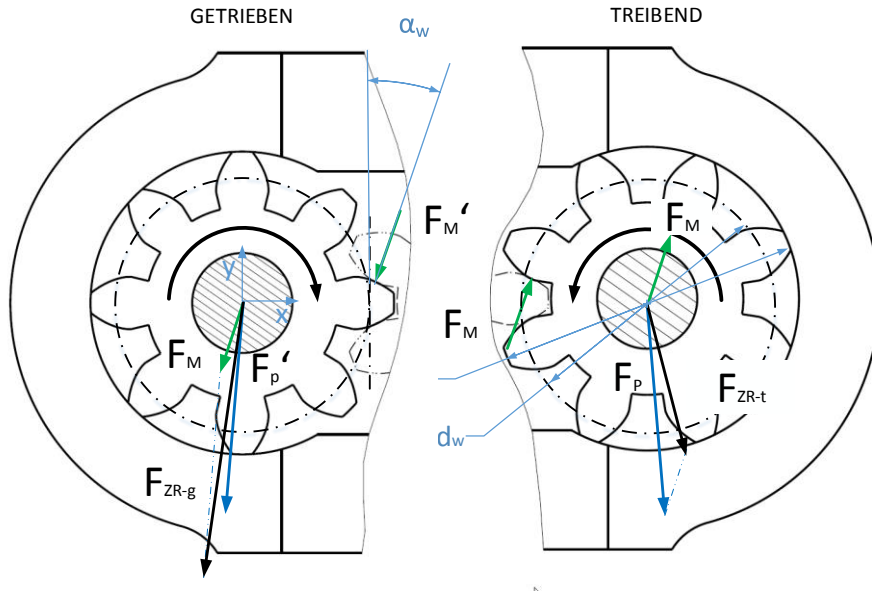 GETRIEBEN
TREIBEND
αw
FM‘
FM
y
x
FM
FM
Fp‘
FP
FZR-t
dw
FZR-g